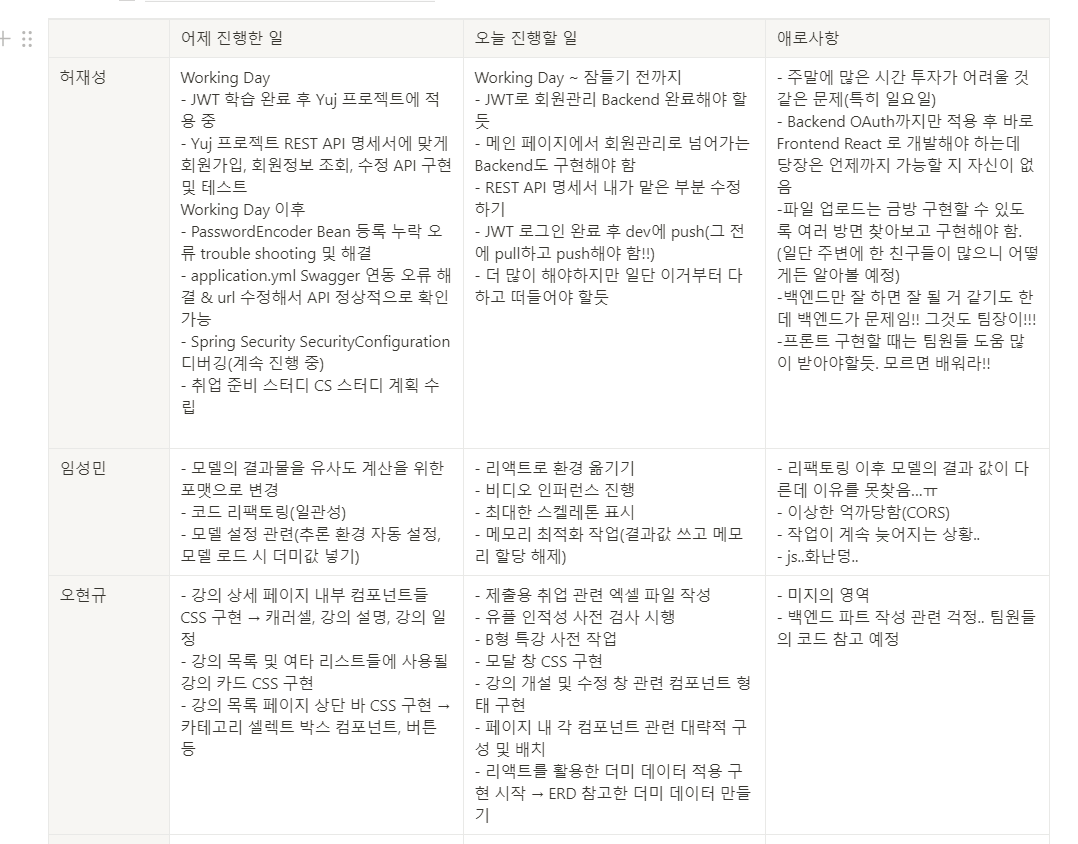 어제 진행한 일
오늘 진행할 일
애로사항
허재성
Working Day
- JWT 학습 완료 후 Yuj 프로젝트에 적
용 중
- Yuj 프로젝트 REST API 명세서에 맞게
회원가입, 회원정보 조회, 수정 API 구현
및 테스트
Working Day 이후
- PasswordEncoder Bean 등록 누락 오
류 trouble shooting 및 해결
- application.yml Swagger 연동 오류 해
결 & url 수정해서 API 정상적으로 확인
가능
- Spring Security SecurityConfiguration
디버깅(계속 진행 중)
- 취업 준비 스터디 CS 스터디 계획 수
립
Working Day ~ 잠들기 전까지
- JWT로 회원관리 Backend 완료해야 할
듯
- 메인 페이지에서 회원관리로 넘어가는
Backend도 구현해야 함
- REST API 명세서 내가 맡은 부분 수정
하기
- JWT 로그인 완료 후 dev에 push(그 전
에 pull하고 push해야 함!!)
- 더 많이 해야하지만 일단 이거부터 다
하고 떠들어야 할듯
- 주말에 많은 시간 투자가 어려울 것
같은 문제(특히 일요일)
- Backend OAuth까지만 적용 후 바로
Frontend React 로 개발해야 하는데
당장은 언제까지 가능할 지 자신이 없
음
-파일 업로드는 금방 구현할 수 있도
록 여러 방면 찾아보고 구현해야 함.
(일단 주변에 한 친구들이 많으니 어떻
게든 알아볼 예정)
-백엔드만 잘 하면 잘 될 거 같기도 한
데 백엔드가 문제임!! 그것도 팀장이!!!
-프론트 구현할 때는 팀원들 도움 많
이 받아야할듯. 모르면 배워라!!
임성민
- 모델의 결과물을 유사도 계산을 위한
포맷으로 변경
- 코드 리팩토링(일관성)
- 모델 설정 관련(추론 환경 자동 설정,
모델 로드 시 더미값 넣기)
- 리액트로 환경 옮기기
- 비디오 인퍼런스 진행
- 최대한 스켈레톤 표시
- 메모리 최적화 작업(결과값 쓰고 메모
리 할당 해제)
- 리팩토링 이후 모델의 결과 값이 다
른데 이유를 못찾음...ㅠ
- 이상한 억까당함(CORS)
- 작업이 계속 늦어지는 상황..
- js..화난덩..
오현규
- 강의 상세 페이지 내부 컴포넌트들
CSS 구현 → 캐러셀, 강의 설명, 강의 일
정
- 강의 목록 및 여타 리스트들에 사용될
강의 카드 CSS 구현
- 강의 목록 페이지 상단 바 CSS 구현 →
카테고리 셀렉트 박스 컴포넌트, 버튼
등
- 제출용 취업 관련 엑셀 파일 작성
- 유플 인적성 사전 검사 시행
- B형 특강 사전 작업
- 모달 창 CSS 구현
- 강의 개설 및 수정 창 관련 컴포넌트 형
태 구현
- 페이지 내 각 컴포넌트 관련 대략적 구
성 및 배치
- 리액트를 활용한 더미 데이터 적용 구
현 시작 → ERD 참고한 더미 데이터 만들
기
- 미지의 영역
- 백엔드 파트 작성 관련 걱정.. 팀원들
의 코드 참고 예정